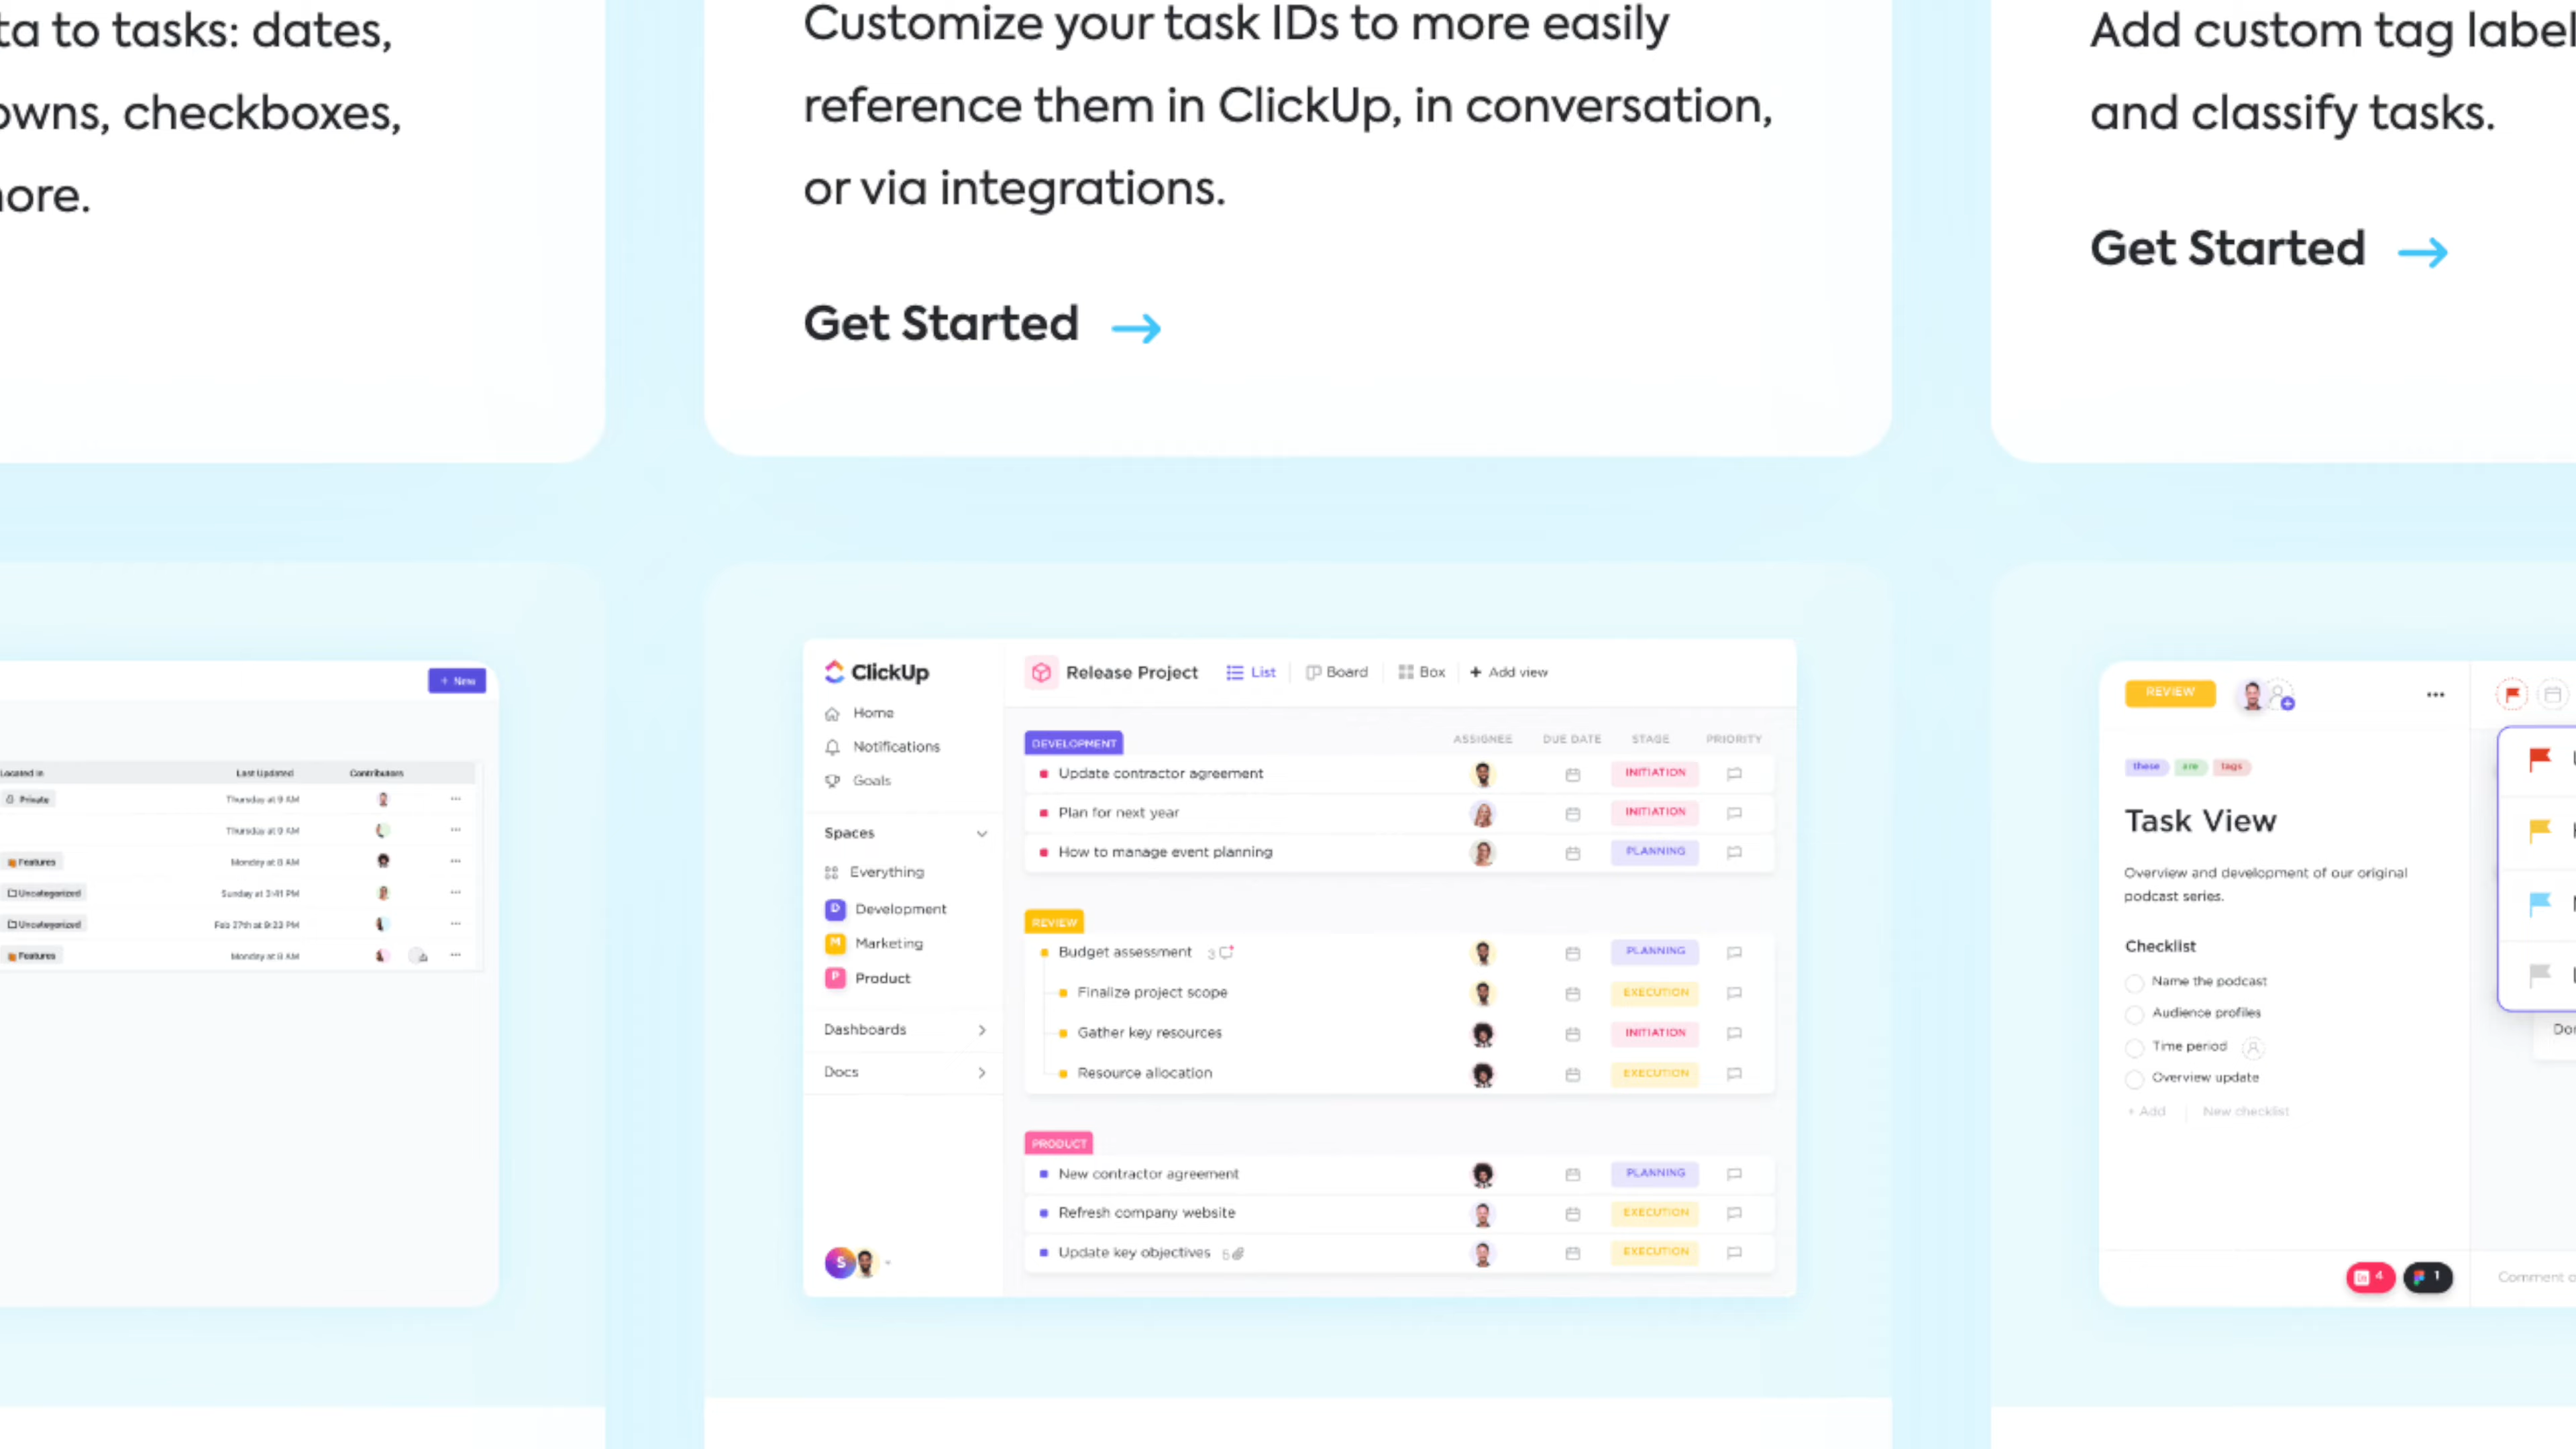 to tasks: dates,
checkboxes,
Customize your task IDs to more easily
reference them in ClickUp, in conversation,
or via integrations.
Get Started
Add custom tag label
and classify tasks.
Get Started
+ New
Located in
Last Updated
Contributors
Private
Thursday at 9 AM
Thursday at 9 AM
Features
Monday at 8 AM
Uncategorized
Sunday at 3:41 PM
Uncategorized
Feb 27th at 9:23 PM
Features
Monday at 8 AM
ClickUp
Home
Notifications
Goals
Spaces
Everything
D Development
M Marketing
P Product
Dashboards
Docs
S
Release Project
List
Board
Box
+ Add view
DEVELOPMENT
ASSIGNEE
DUE DATE
STAGE
PRIORITY
Update contractor agreement
INITIATION
Plan for next year
INITIATION
How to manage event planning
PLANNING
REVIEW
Budget assessment 3
PLANNING
Finalize project scope
EXECUTION
Gather key resources
INITIATION
Resource allocation
EXECUTION
PRODUCT
New contractor agreement
PLANNING
Refresh company website
EXECUTION
Update key objectives 5
EXECUTION
REVIEW
these are tags
Task View
Overview and development of our original
podcast series.
Checklist
Name the podcast
Audience profiles
Time period
Overview update
+ Add
New checklist
4
1
Comment